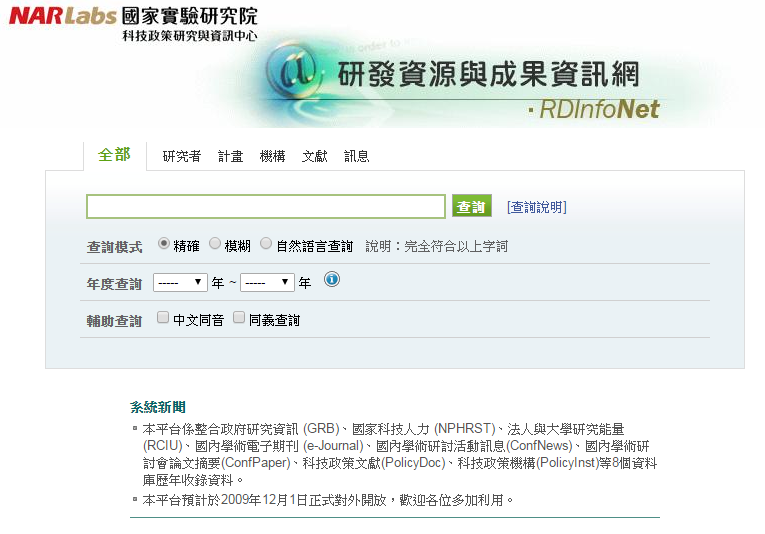 NARLabs 國家實驗研究院
科技政策研究與資訊中心
研發資源與成果資訊網
· RDInfoNet
全部 研究者 計畫 機構 文獻 訊息
查詢 [查詢說明]
查詢模式 精確 模糊 自然語言查詢 說明：完全符合以上字詞
年度查詢 ----- 年 ~ ----- 年
輔助查詢 中文同音 同義查詢
系統新聞
本平台係整合政府研究資訊 (GRB)、國家科技人力 (NPHRST)、法人與大學研究能量
(RCIU)、國內學術電子期刊 (e-Journal)、國內學術研討活動訊息(ConfNews)、國內學術研
討會論文摘要(ConfPaper)、科技政策文獻(PolicyDoc)、科技政策機構(PolicyInst)等8個資料
庫歷年收錄資料。
本平台預計於2009年12月1日正式對外開放，歡迎各位多加利用。